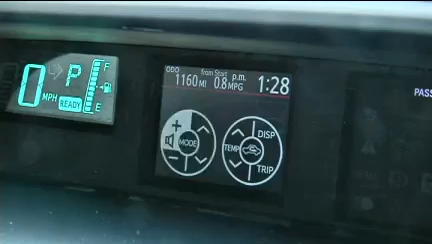 0 MPH
P
READY
F
E
ODO
1160 MI
from Start
0.8 MPG
p.m.
1:28
+
MODE
-
DISP
TEMP
TRIP
PASS